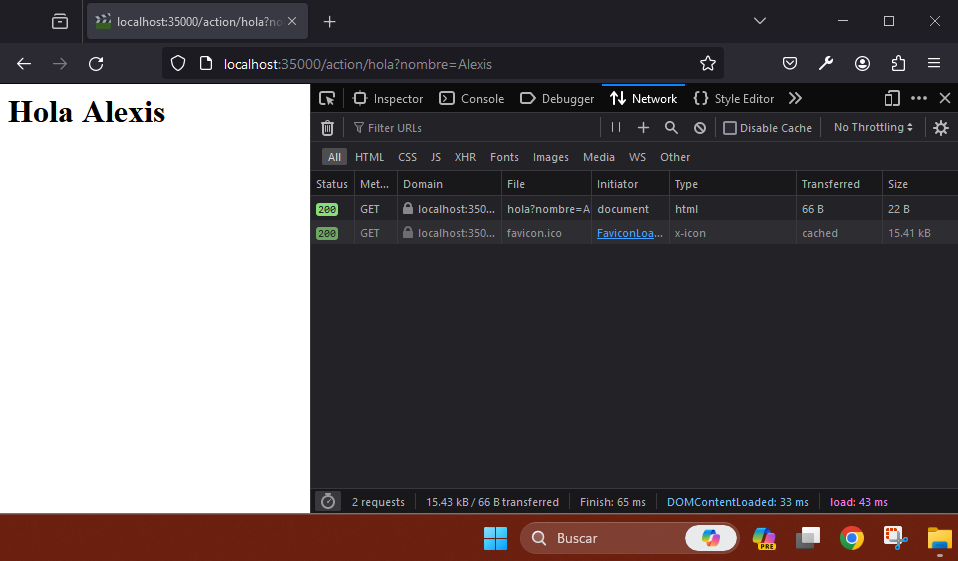 localhost:35000/action/hola?no
localhost:35000/action/hola?nombre=Alexis
Hola Alexis
Inspector Console Debugger Network Style Editor
Filter URLs Disable Cache No Throttling
All HTML CSS JS XHR Fonts Images Media WS Other
Status Met... Domain File Initiator Type Transferred Size
200 GET localhost:350... hola?nombre=A document html 66 B 22 B
200 GET localhost:350... favicon.ico FaviconLoa... x-icon cached 15.41 kB
2 requests 15.43 kB / 66 B transferred Finish: 65 ms DOMContentLoaded: 33 ms load: 43 ms
Buscar
PRE